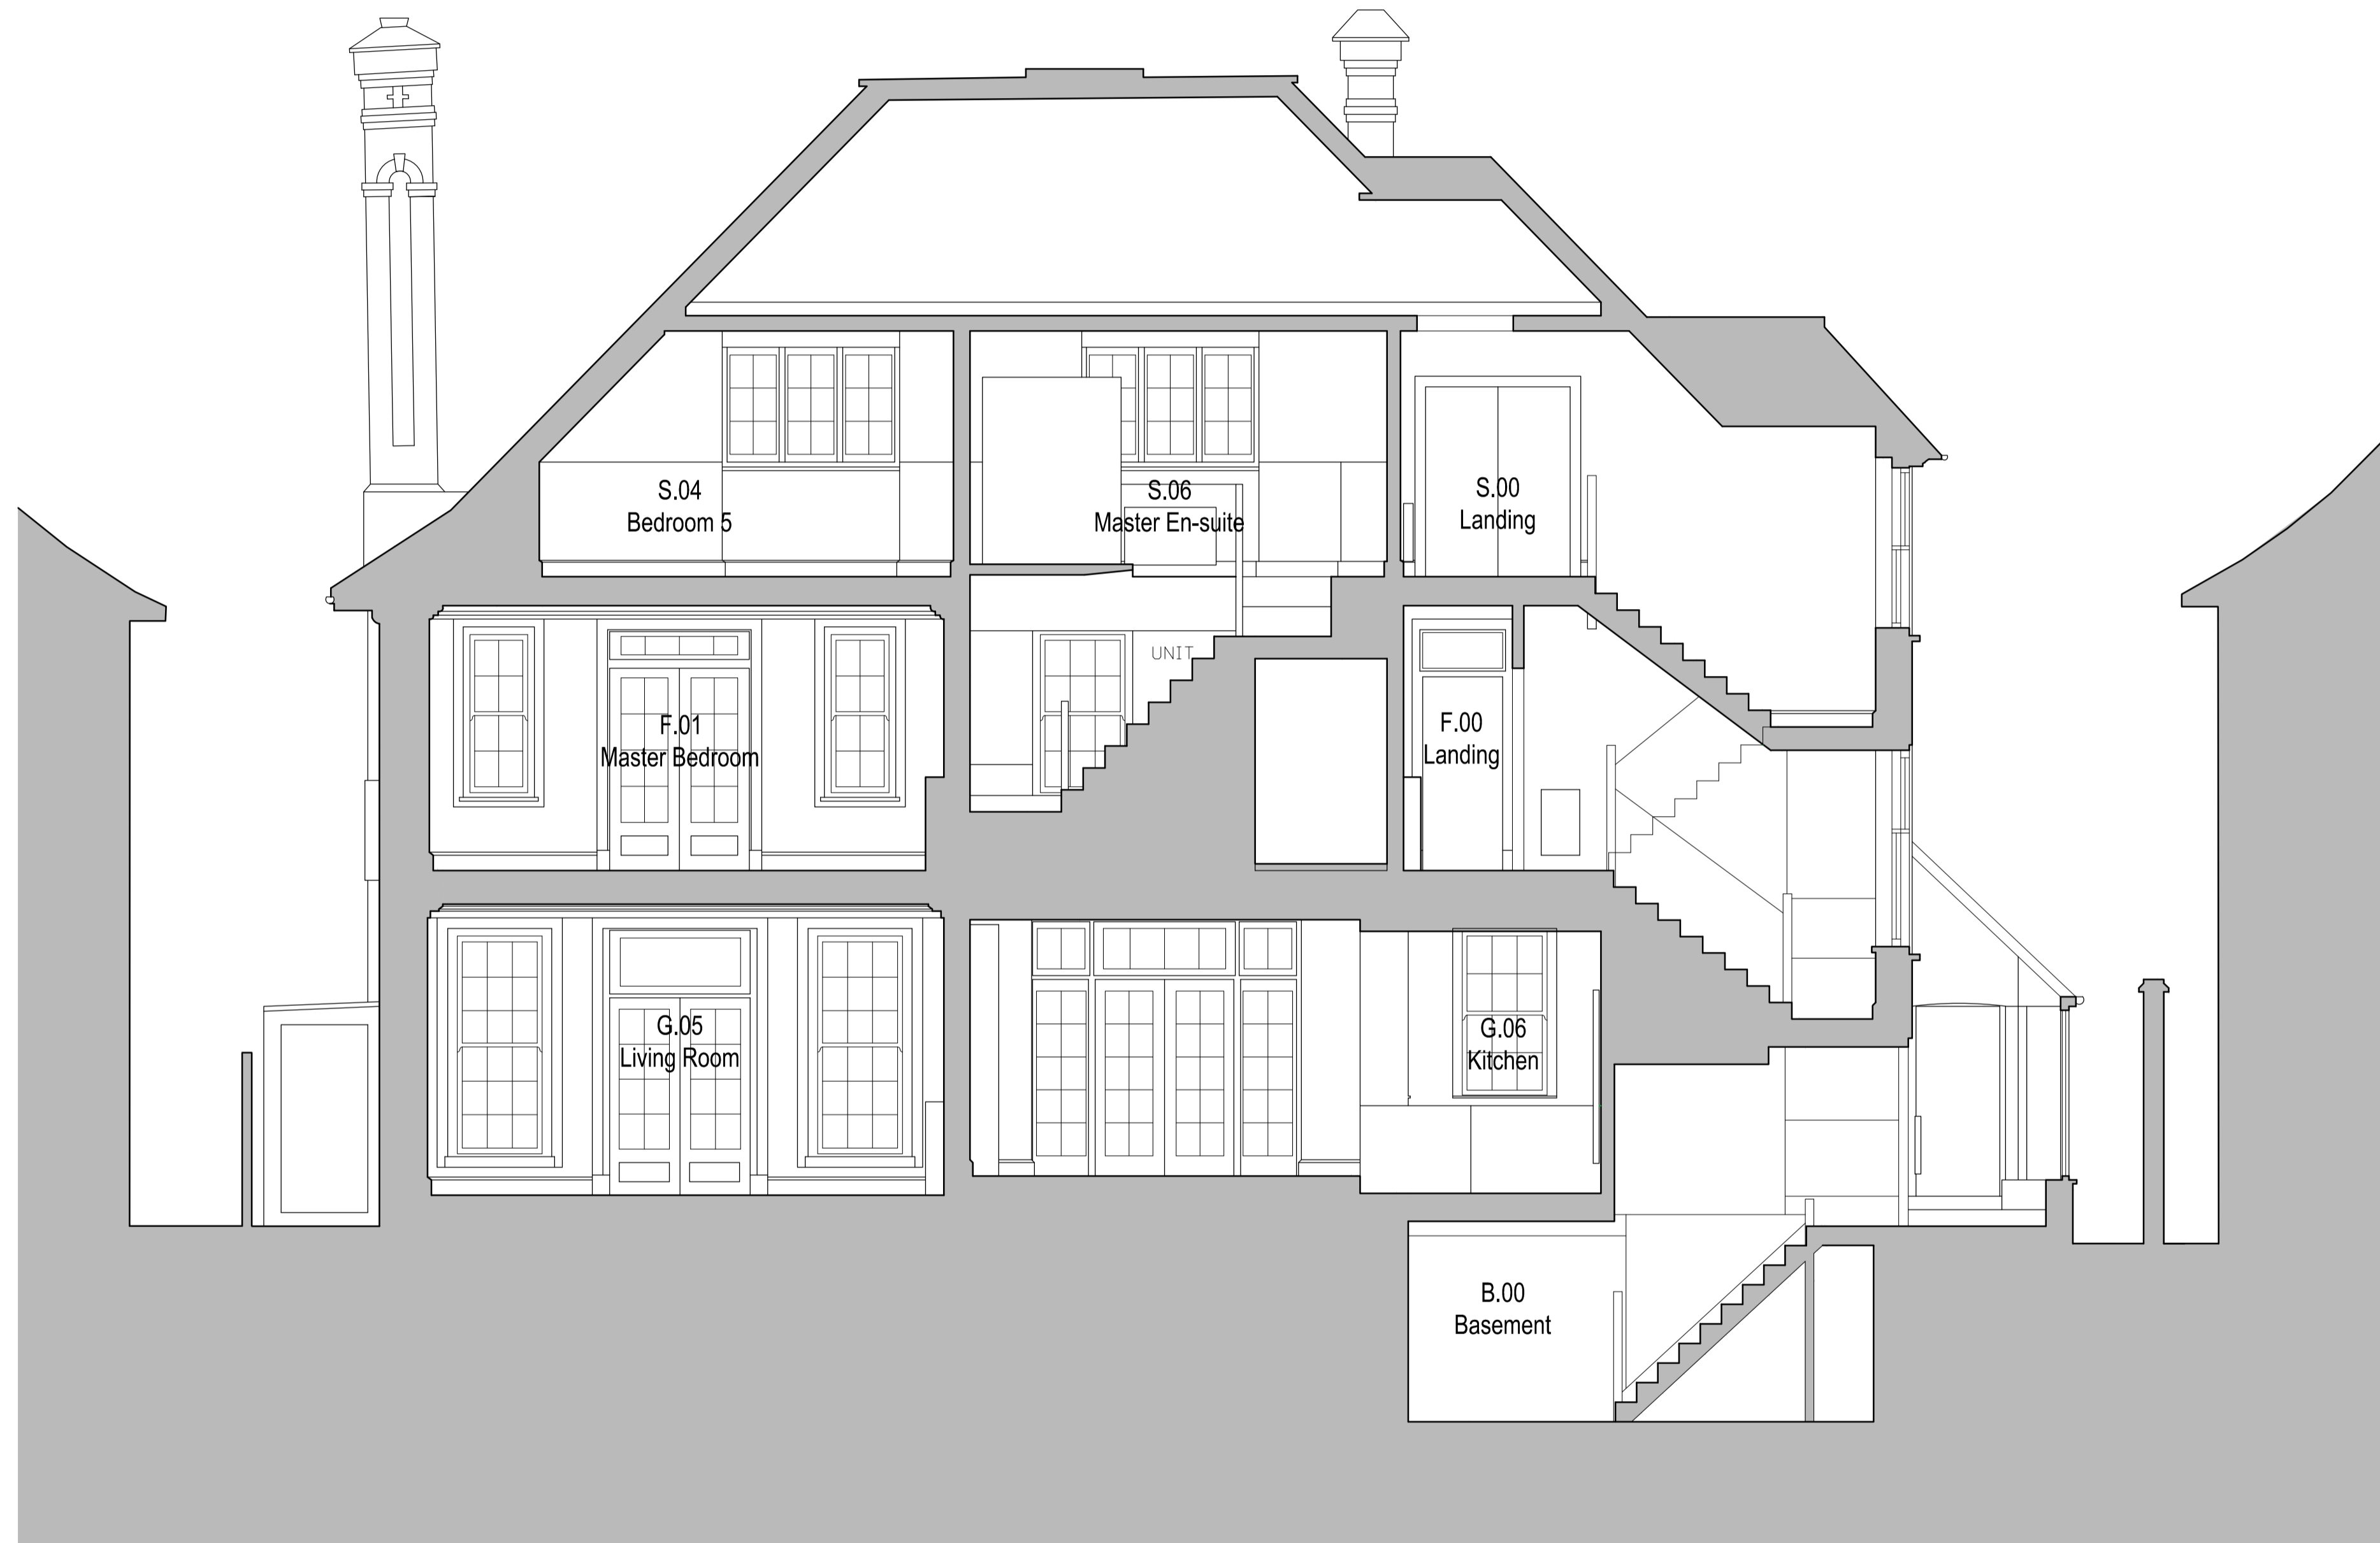 S.04
Bedroom 5
S.06
Master En-suite
S.00
Landing
UNIT
F.01
Master Bedroom
F.00
Landing
G.05
Living Room
G.06
Kitchen
B.00
Basement